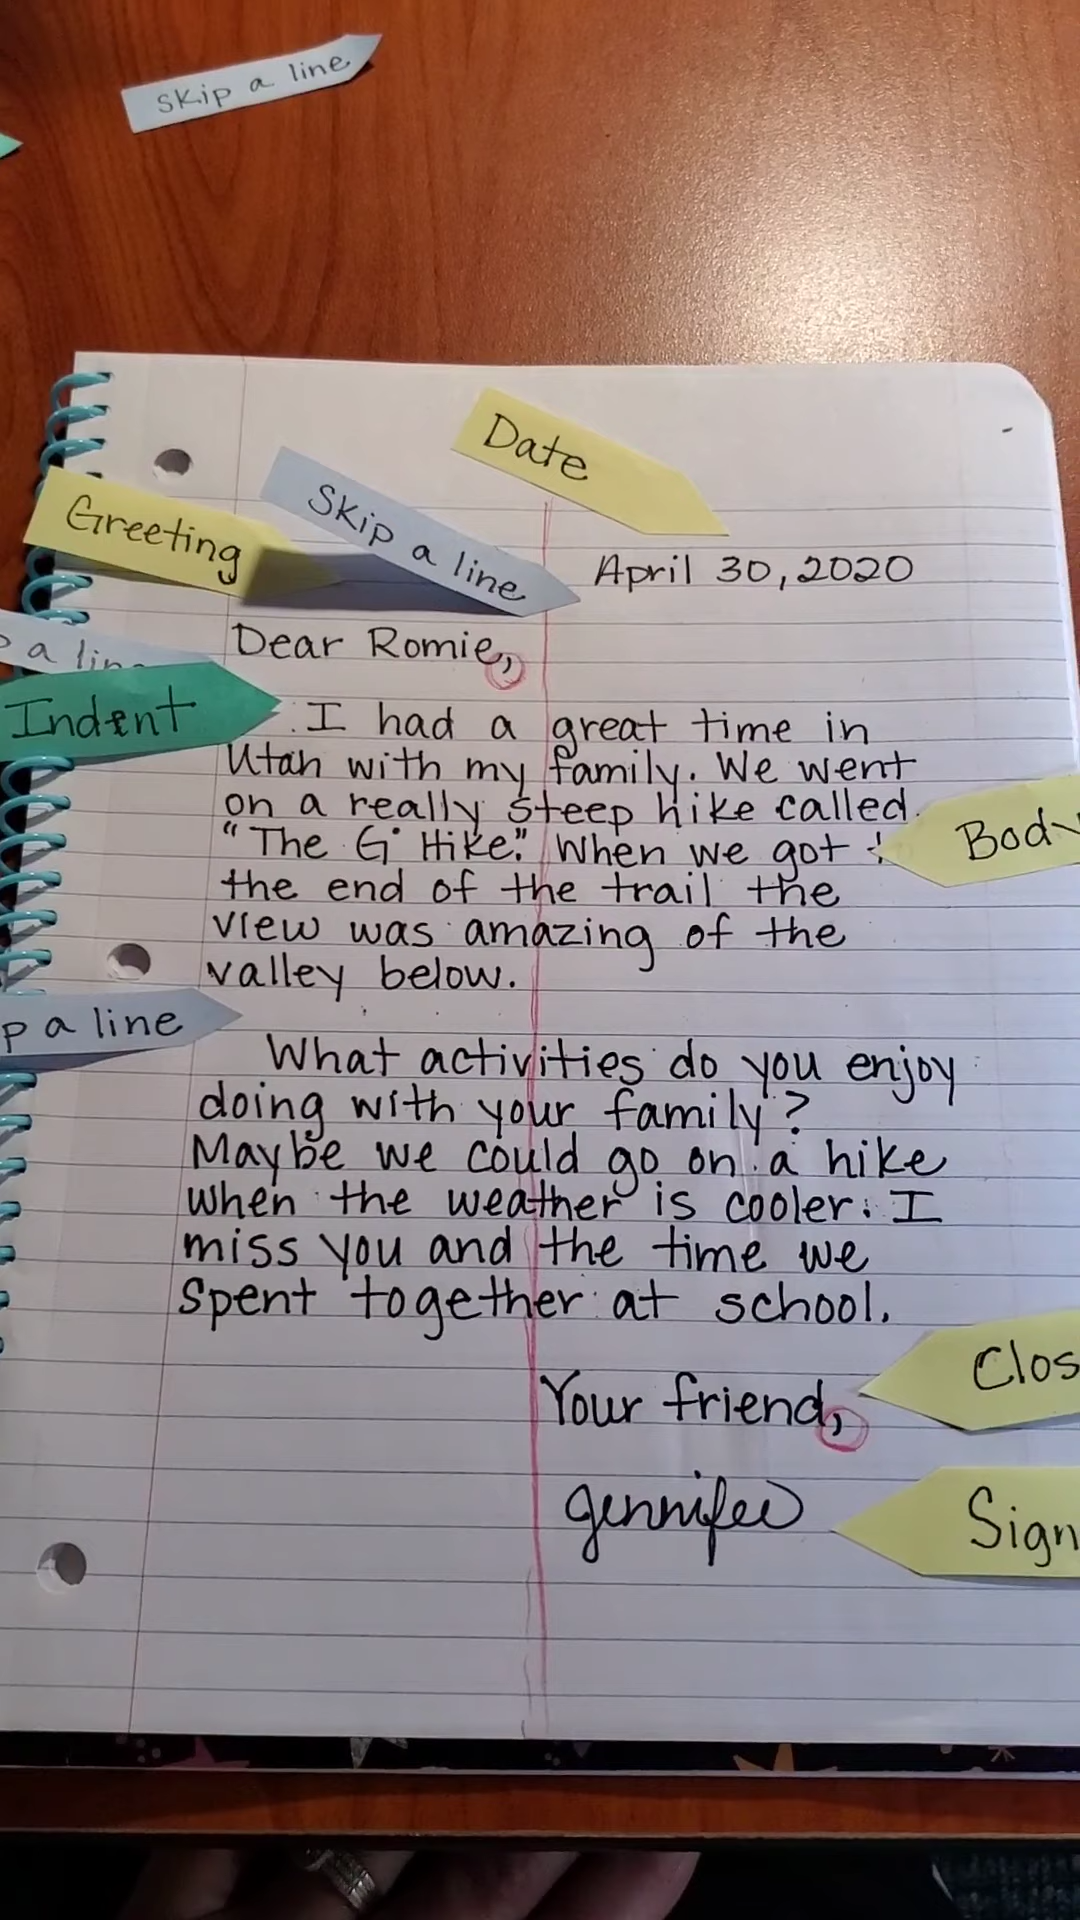 skip a line
Date
Skip a line
Greeting
April 30, 2020
Dear Romie,
a
Indent
I had a great time in
Utah with my family. We went
on a really steep hike called
"The G Hike." When we got
the end of the trail the
view was amazing of the
valley below.
Body
a line
What activities do you enjoy
doing with your family?
Maybe we could go on a hike
when the weather is cooler. I
miss you and the time we
spent together at school.
Clos
Your friend,
Jennifer
Sign